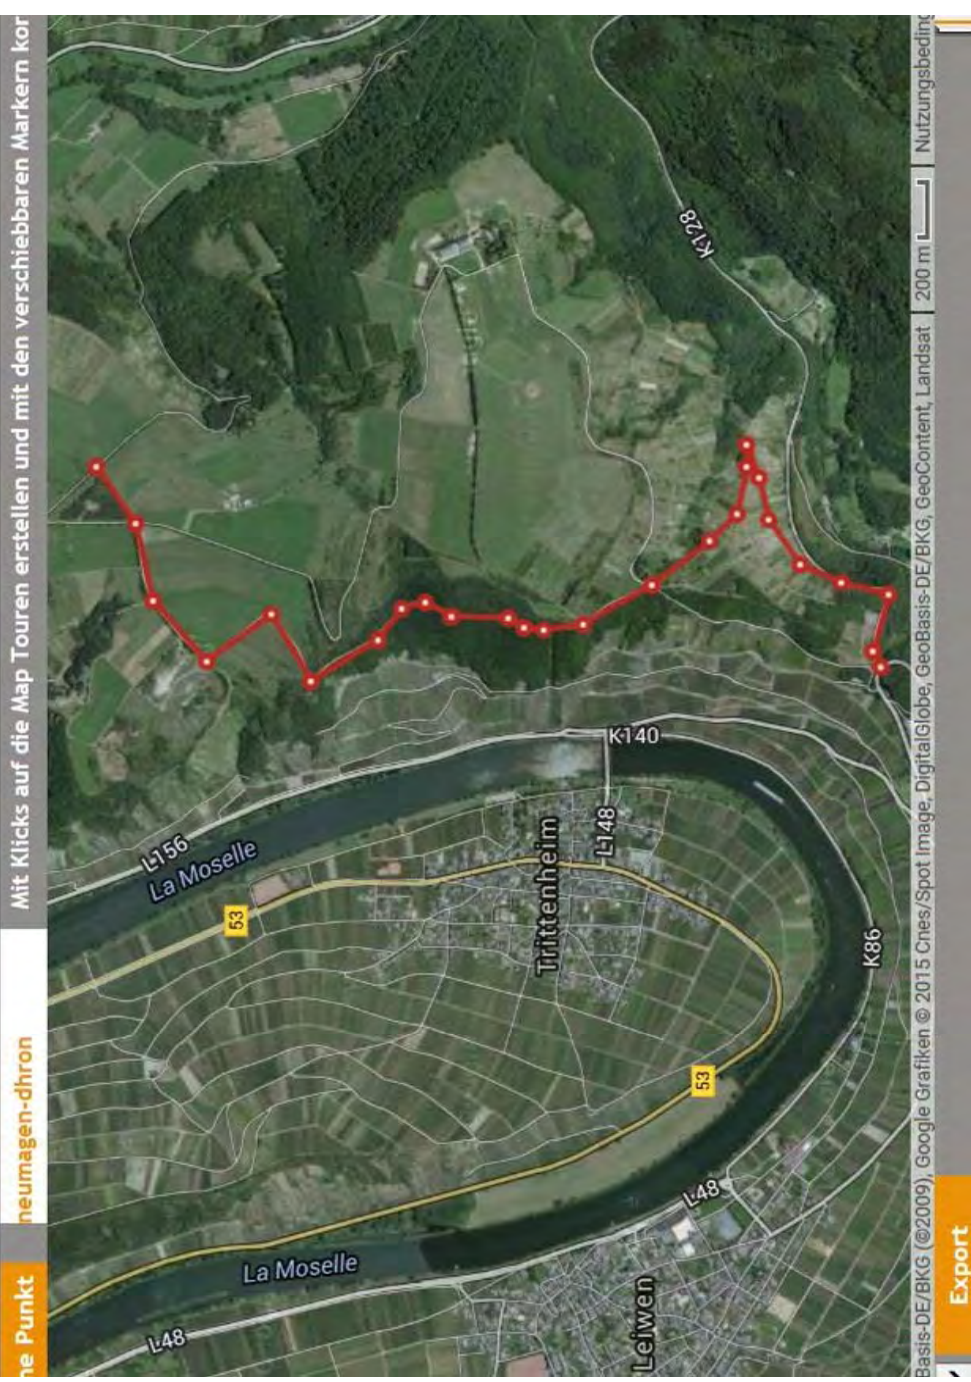 ne Punkt
neumagen-dhron
Mit Klicks auf die Map Touren erstellen und mit den verschiebbaren Markern kor
L48
La Moselle
53
La Moselle
L156
Leiwen
L48
53
Trittenheim
L148
K140
K86
K128
Basis-DE/BKG (©2009), Google Grafiken © 2015 Cnes/Spot Image, DigitalGlobe, GeoBasis-DE/BKG, GeoContent, Landsat
200 m
Nutzungsbeding
Export